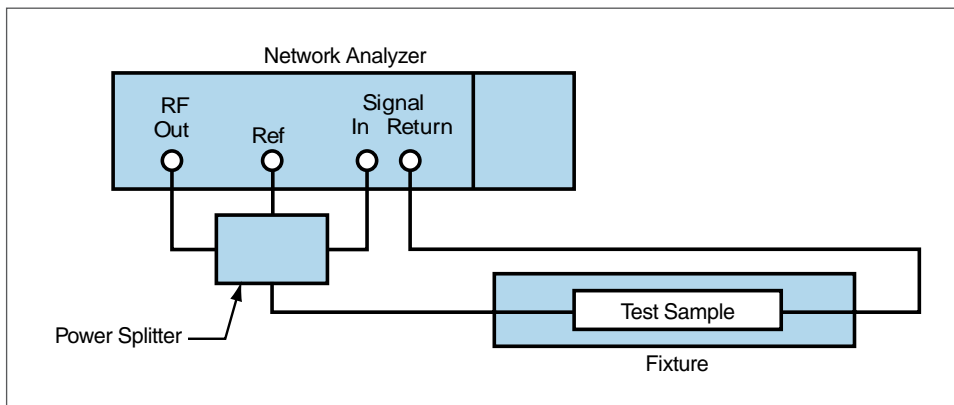 Network Analyzer
RF
Out
Ref
Signal
In Return
Power Splitter
Test Sample
Fixture